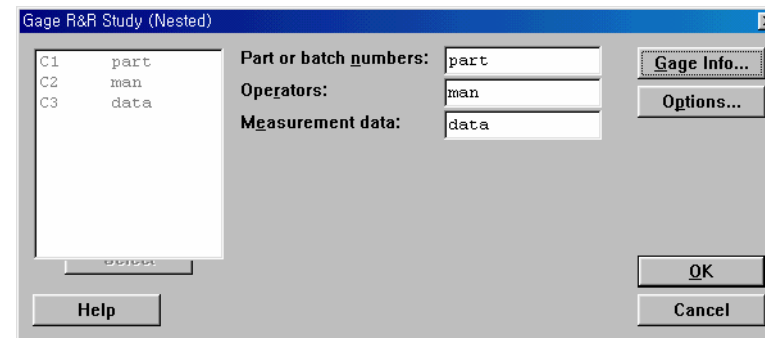 Gage R&R Study (Nested)
C1 part
C2 man
C3 data
Part or batch numbers: part
Operators: man
Measurement data: data
Gage Info...
Options...
Select
OK
Help
Cancel